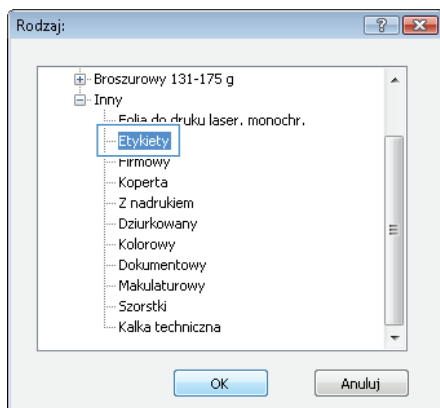 Rodzaj:
Broszurowy 131-175 g
Inny
Folia do druku laser. monochr.
Etykiety
Firmowy
Koperta
Z nadrukiem
Dziurkowany
Kolorowy
Dokumentowy
Makulaturowy
Szorstki
Kalka techniczna
OK Anuluj